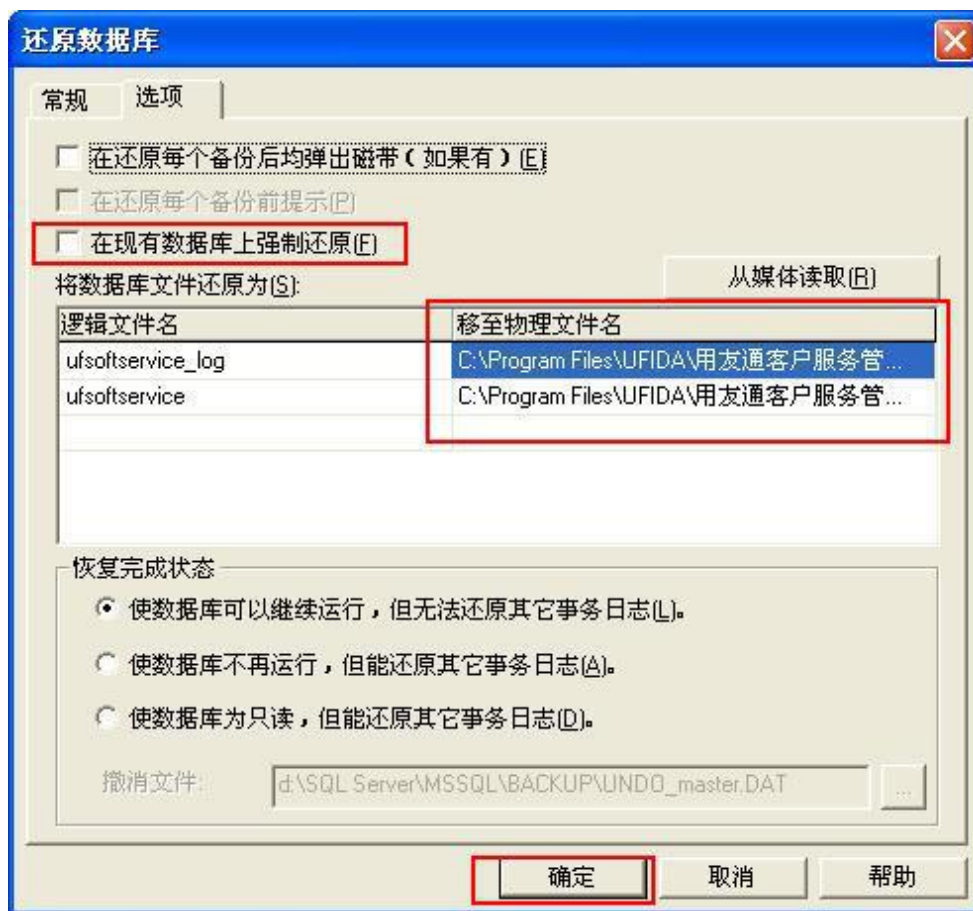 还原数据库
常规 选项
在还原每个备份后均弹出磁带（如果有）(E)
在还原每个备份前提示(P)
在现有数据库上强制还原(F)
将数据库文件还原为(S):
从媒体读取(R)
逻辑文件名 移至物理文件名
ufsoftservice_log C:\Program Files\UFIDA\用友通客户服务管...
ufsoftservice C:\Program Files\UFIDA\用友通客户服务管...
恢复完成状态
使数据库可以继续运行，但无法还原其它事务日志(L)。
使数据库不再运行，但能还原其它事务日志(A)。
使数据库为只读，但能还原其它事务日志(D)。
撤消文件: d:\SQL Server\MSSQL\BACKUP\UNDO_master.DAT ...
确定 取消 帮助